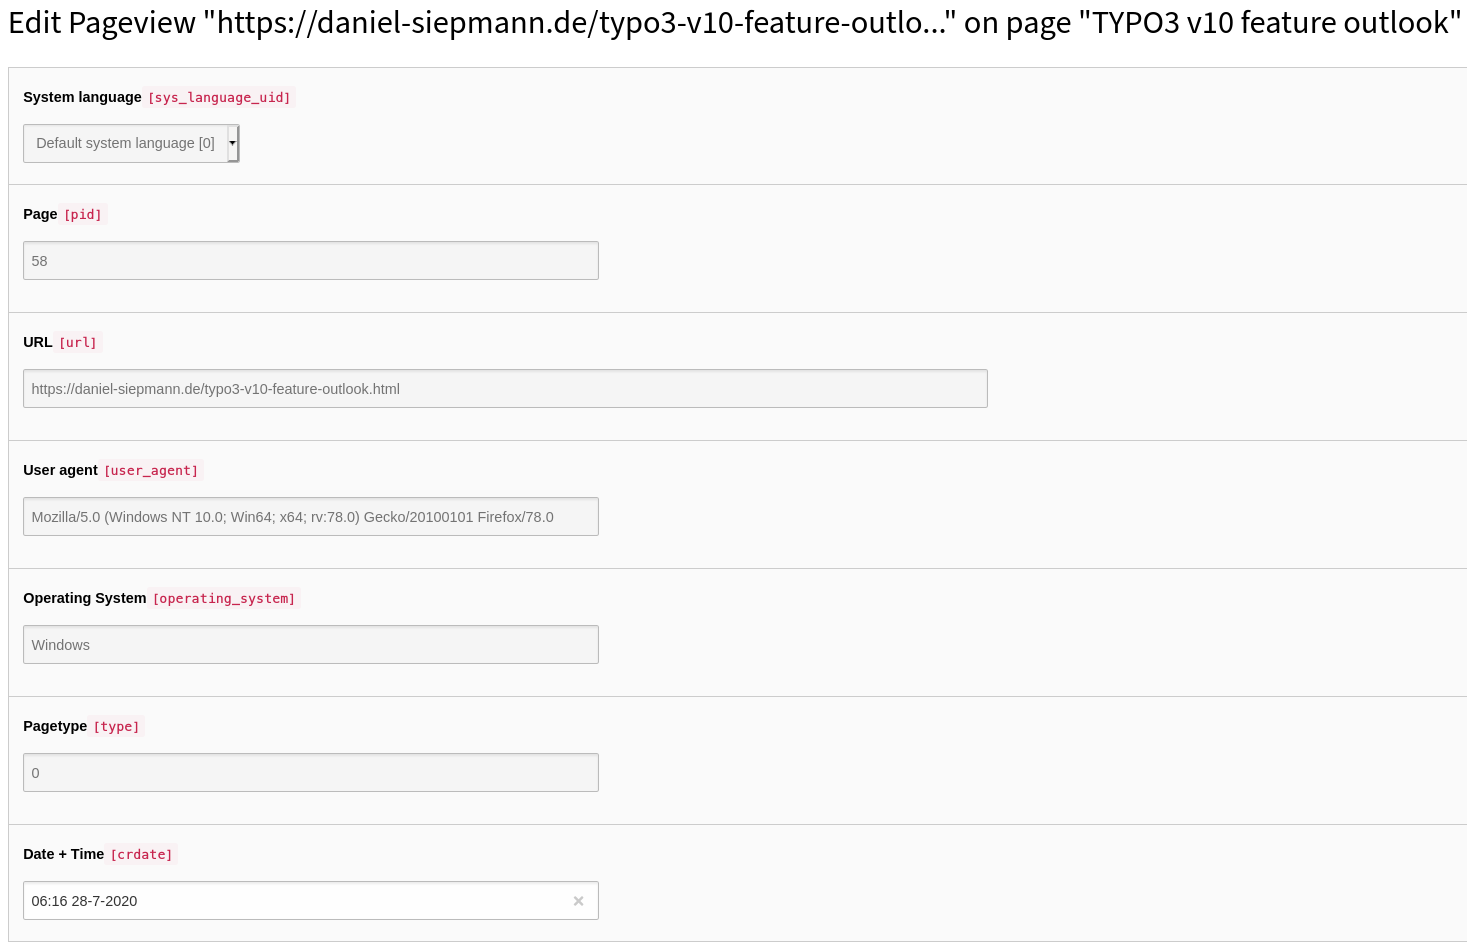 Edit Pageview "https://daniel-siepmann.de/typo3-v10-feature-outlo..." on page "TYPO3 v10 feature outlook"
System language [sys_language_uid]
Default system language [0]
Page [pid]
58
URL [url]
https://daniel-siepmann.de/typo3-v10-feature-outlook.html
User agent [user_agent]
Mozilla/5.0 (Windows NT 10.0; Win64; x64; rv:78.0) Gecko/20100101 Firefox/78.0
Operating System [operating_system]
Windows
Pagetype [type]
0
Date + Time [crdate]
06:16 28-7-2020